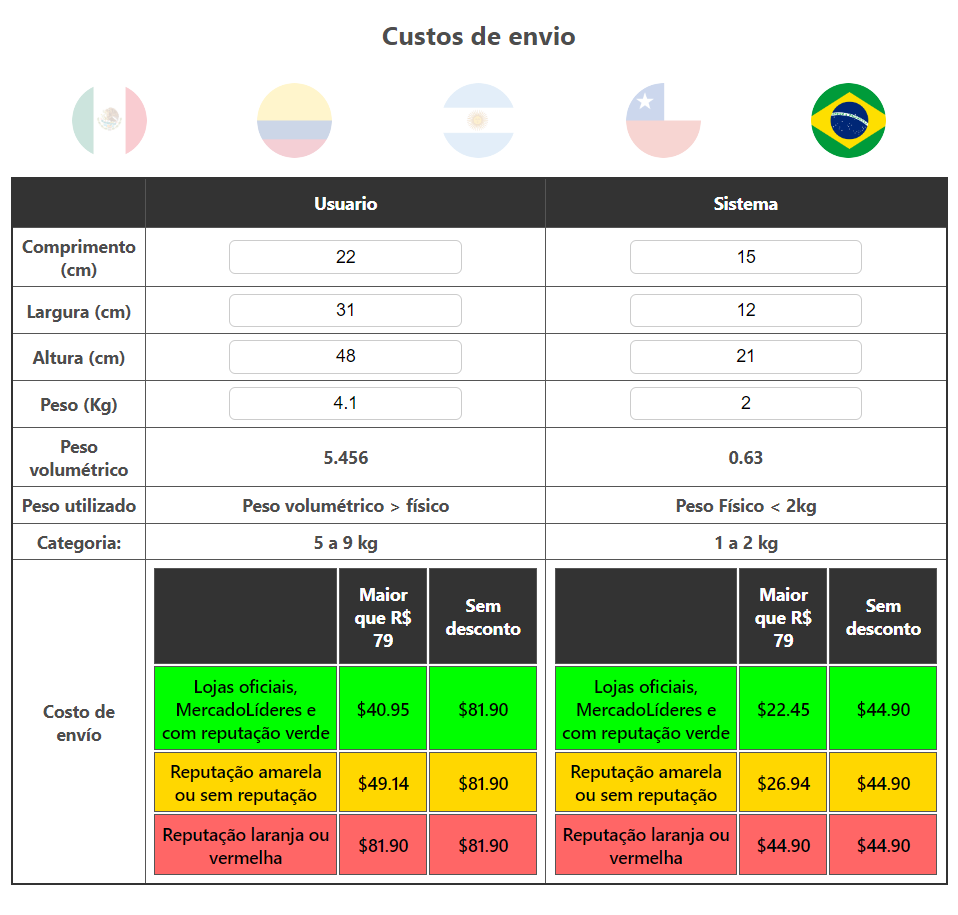 Custos de envio
Usuario Sistema
Comprimento
(cm)
22 15
Largura (cm) 31 12
Altura (cm) 48 21
Peso (Kg) 4.1 2
Peso
volumétrico
5.456 0.63
Peso utilizado Peso volumétrico > físico Peso Físico < 2kg
Categoria: 5 a 9 kg 1 a 2 kg
Costo de
envío
Maior
que R$
79
Sem
desconto
Lojas oficiais,
MercadoLíderes e
com reputação verde
$40.95 $81.90
Reputação amarela
ou sem reputação
$49.14 $81.90
Reputação laranja ou
vermelha
$81.90 $81.90
Maior
que R$
79
Sem
desconto
Lojas oficiais,
MercadoLíderes e
com reputação verde
$22.45 $44.90
Reputação amarela
ou sem reputação
$26.94 $44.90
Reputação laranja ou
vermelha
$44.90 $44.90